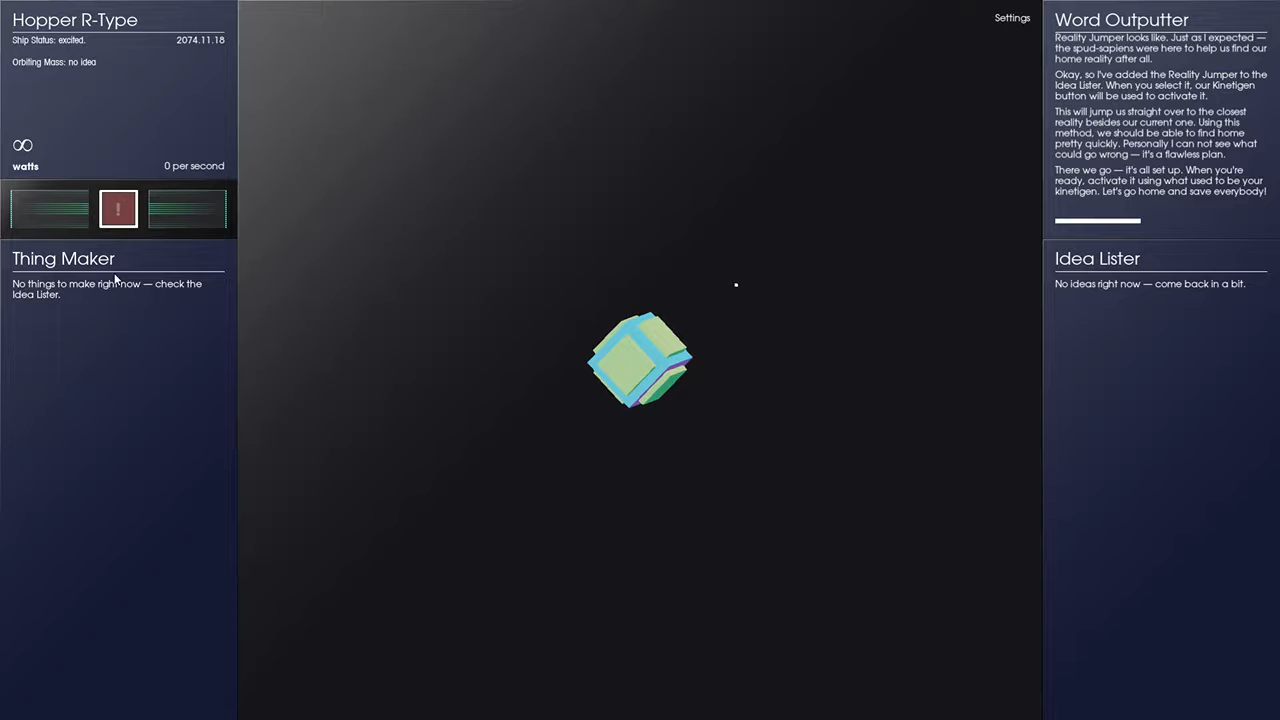 Hopper R-Type
Ship Status: excited.
2074.11.18
Orbiting Mass: no idea
∞
watts
0 per second
!
Thing Maker
No things to make right now — check the
Idea Lister.
Settings
Word Outputter
Reality Jumper looks like. Just as I expected —
the spud-sapiens were here to help us find our
home reality after all.
Okay, so I've added the Reality Jumper to the
Idea Lister. When you select it, our Kinetigen
button will be used to activate it.
This will jump us straight over to the closest
reality besides our current one. Using this
method, we should be able to find home
pretty quickly. Personally I can not see what
could go wrong — it's a flawless plan.
There we go — it's all set up. When you're
ready, activate it using what used to be your
kinetigen. Let's go home and save everybody!
Idea Lister
No ideas right now — come back in a bit.